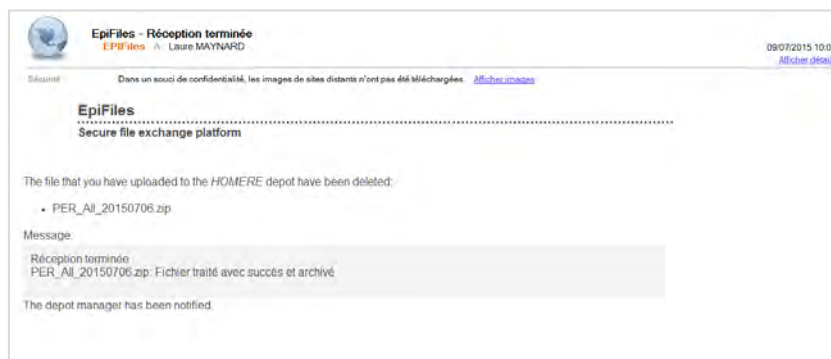 EpiFiles - Réception terminée
EPIFiles A : Laure MAYNARD
09/07/2015 10:0
Afficher détai
Sécurité Dans un souci de confidentialité, les images de sites distants n'ont pas été téléchargées. Afficher images
EpiFiles
Secure file exchange platform
The file that you have uploaded to the HOMERE depot have been deleted:
• PER_All_20150706.zip
Message:
Réception terminée
PER_All_20150706.zip: Fichier traité avec succès et archivé
The depot manager has been notified.